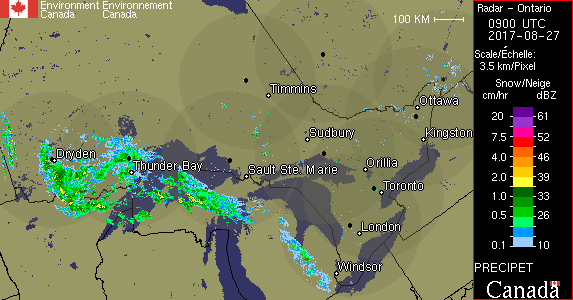 Environment Environnement
Canada Canada
100 KM
Timmins
Ottawa
Sudbury
Kingston
Dryden
Thunder Bay
Sault Ste. Marie
Orillia
Toronto
London
Windsor
Radar - Ontario
0900 UTC
2017-08-27
Scale/Échelle:
3.5 km/Pixel
Snow/Neige
cm/hr dBZ
20 61
7.5 52
4.0 46
2.0 39
1.0 33
0.5 26
0.1 10
PRECIPET
Canada